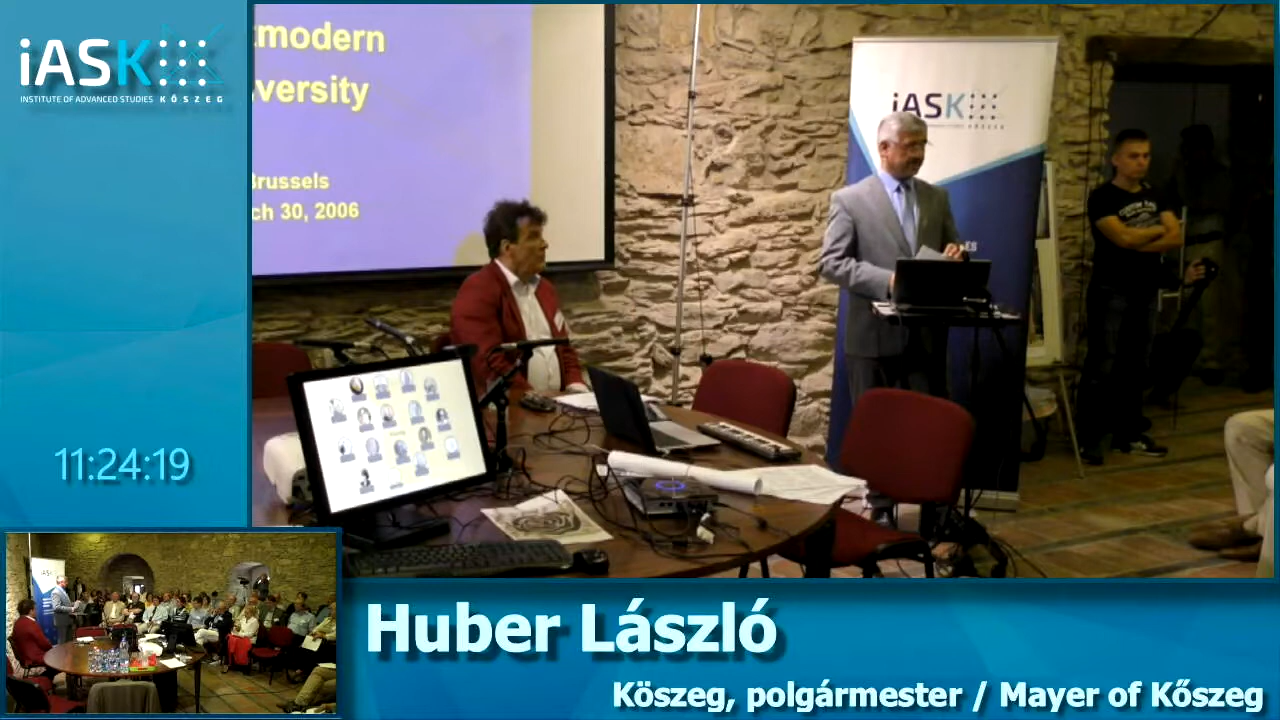 iASK
INSTITUTE OF ADVANCED STUDIES KŐSZEG
tmodern
versity
Brussels
ch 30, 2006
iASK
KŐSZEG
11:24:19
Huber László
Köszeg, polgármester / Mayer of Kőszeg